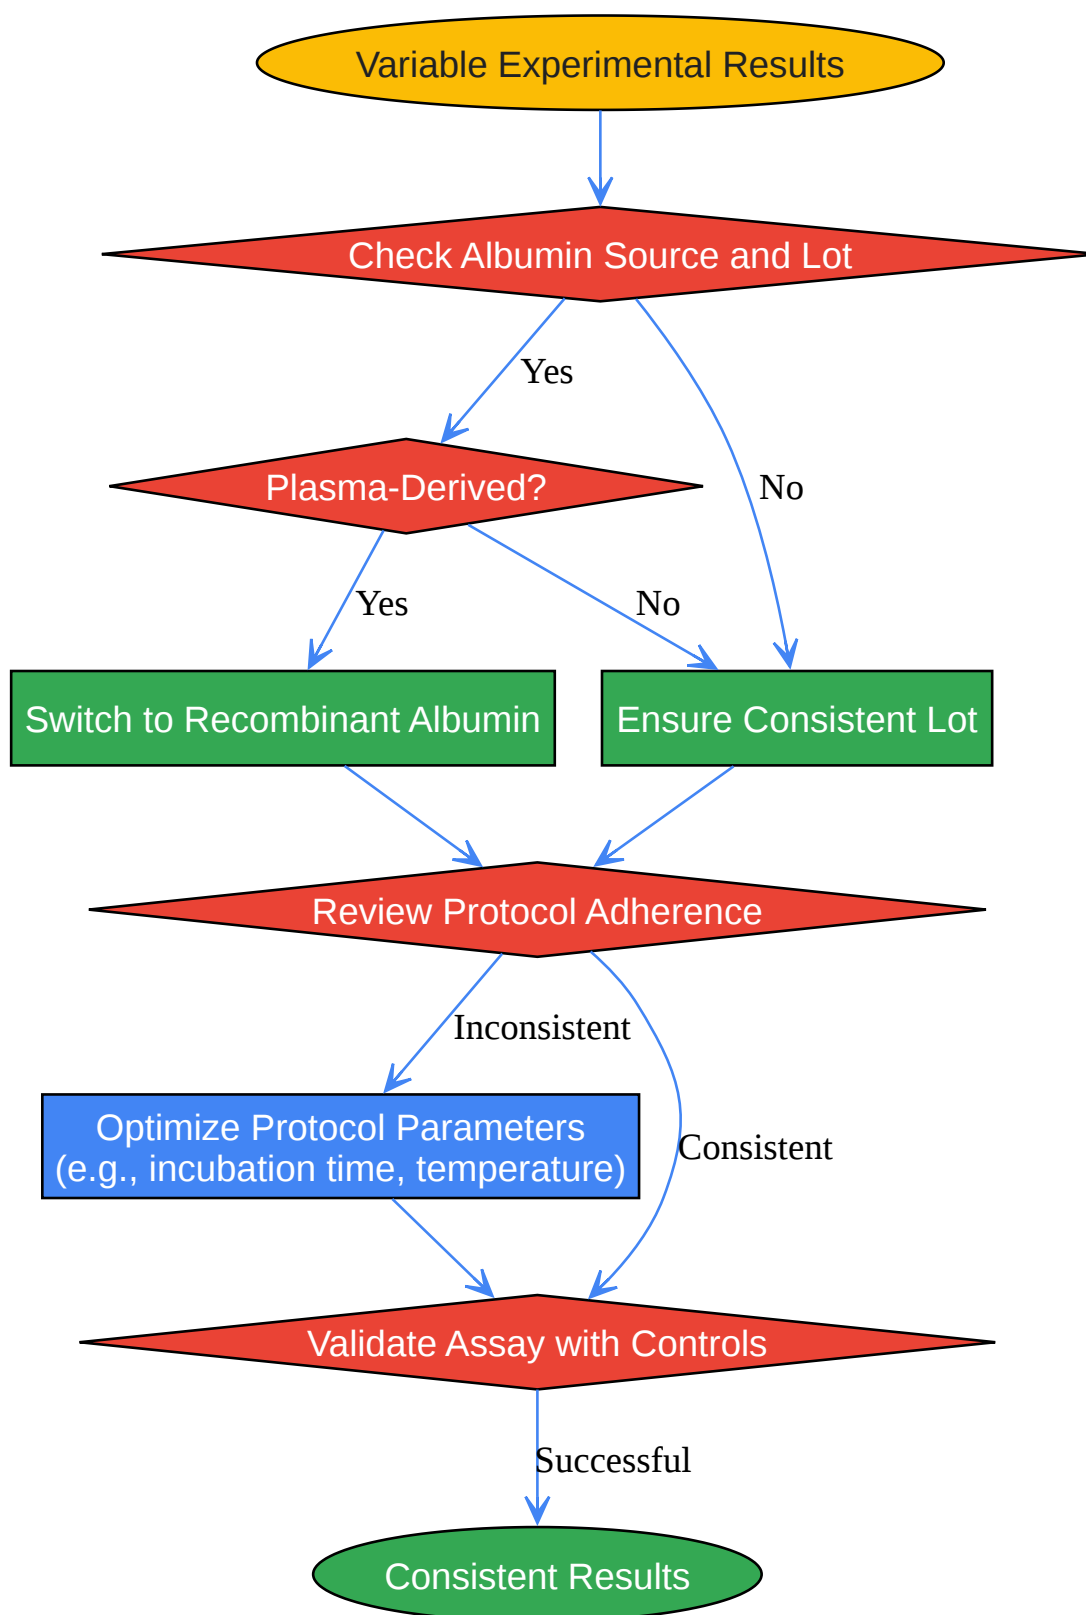 Variable Experimental Results
Check Albumin Source and Lot
Yes
Plasma-Derived?
No
Yes
No
Switch to Recombinant Albumin
Ensure Consistent Lot
Review Protocol Adherence
Inconsistent
Optimize Protocol Parameters
(e.g., incubation time, temperature)
Consistent
Validate Assay with Controls
Successful
Consistent Results